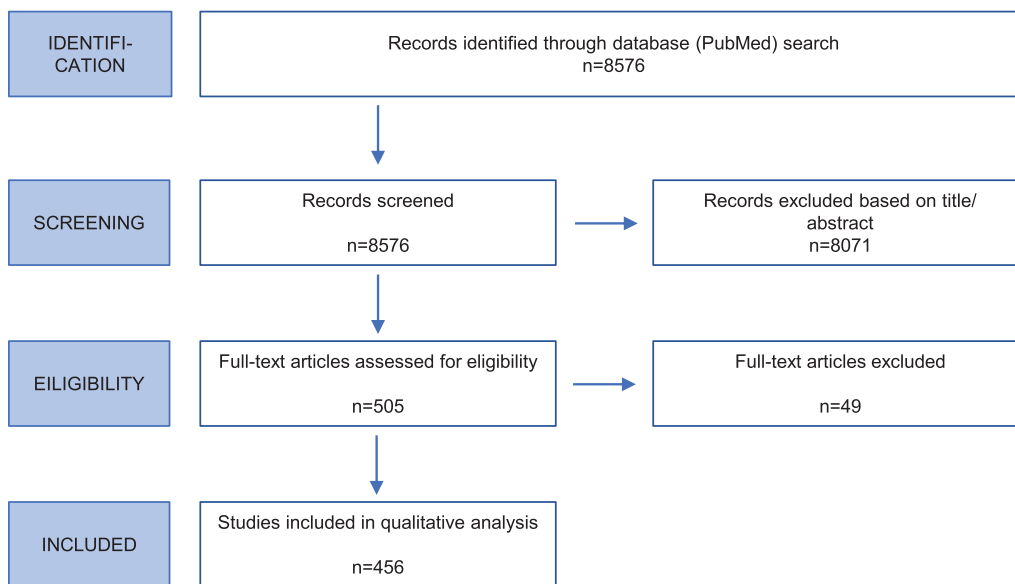 IDENTIFI-
CATION
Records identified through database (PubMed) search
n=8576
SCREENING
Records screened
n=8576
Records excluded based on title/
abstract
n=8071
EILIGIBILITY
Full-text articles assessed for eligibility
n=505
Full-text articles excluded
n=49
INCLUDED
Studies included in qualitative analysis
n=456